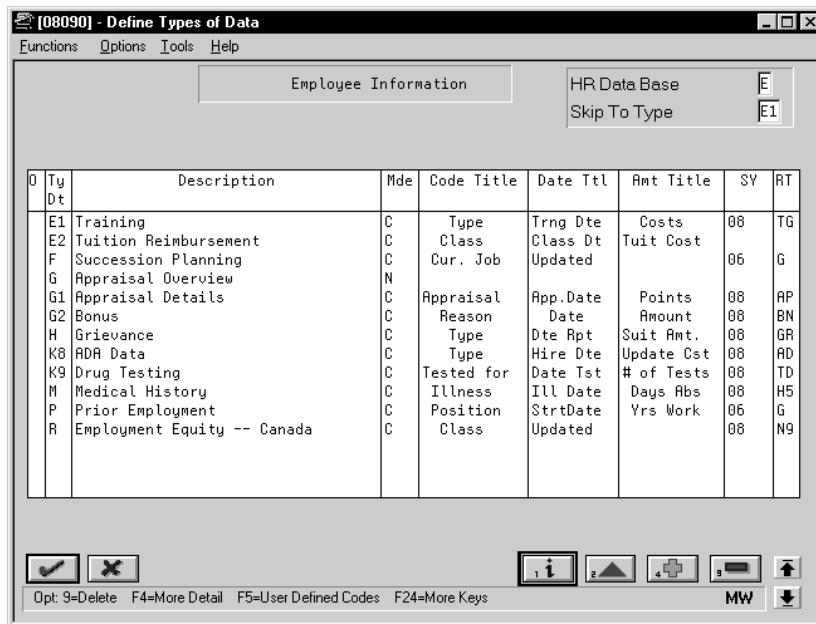 [08090] - Define Types of Data
Functions Options Tools Help
Employee Information
HR Data Base E
Skip To Type E1
O Ty Dt Description Mde Code Title Date Ttl Amt Title SY RT
E1 Training C Type Trng Dte Costs 08 TG
E2 Tuition Reimbursement C Class Class Dt Tuit Cost
F Succession Planning C Cur. Job Updated 06 G
G Appraisal Overview N
G1 Appraisal Details C Appraisal App.Date Points 08 AP
G2 Bonus C Reason Date Amount 08 BN
H Grievance C Type Dte Rpt Suit Amt. 08 GR
K8 ADA Data C Type Hire Dte Update Cst 08 AD
K9 Drug Testing C Tested for Date Tst # of Tests 08 TD
M Medical History C Illness Ill Date Days Abs 08 H5
P Prior Employment C Position StrtDate Yrs Work 06 G
R Employment Equity -- Canada C Class Updated 08 N9
1 i 2 4 9
Opt: 9=Delete F4=More Detail F5=User Defined Codes F24=More Keys MW